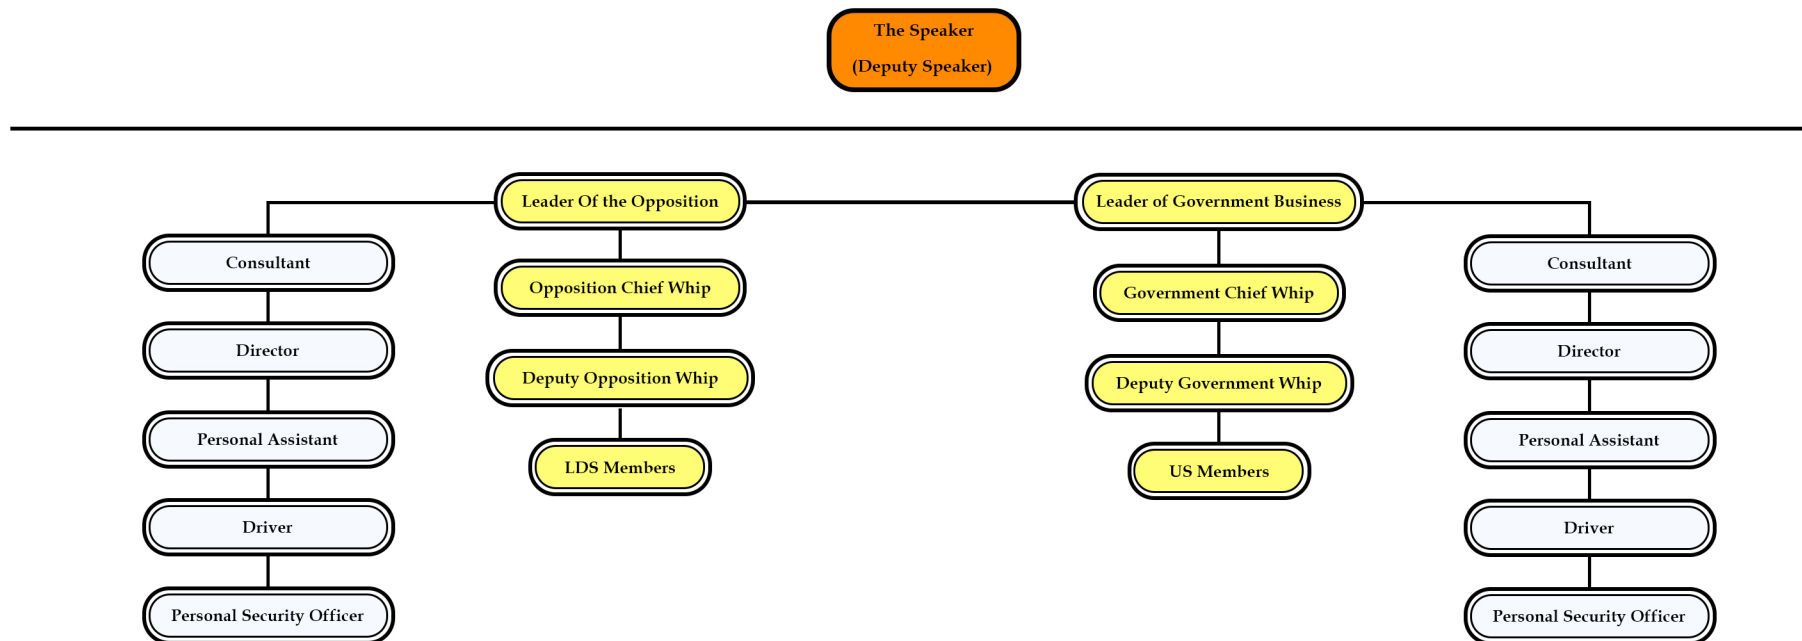 The Speaker
(Deputy Speaker)
Leader Of the Opposition
Leader of Government Business
Consultant
Director
Personal Assistant
Driver
Personal Security Officer
Opposition Chief Whip
Deputy Opposition Whip
LDS Members
Government Chief Whip
Deputy Government Whip
US Members
Consultant
Director
Personal Assistant
Driver
Personal Security Officer